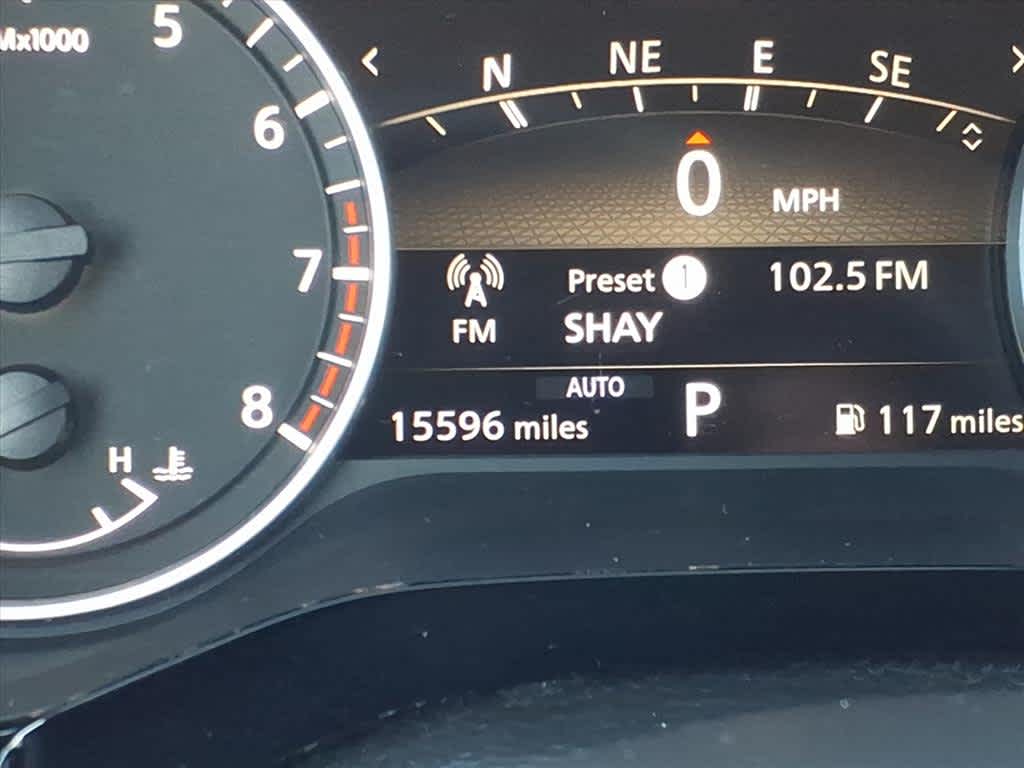 Mx1000
5
6
7
8
H
< N NE E SE >
0 MPH
FM
Preset 1 102.5 FM
SHAY
AUTO
15596 miles
P
117 miles